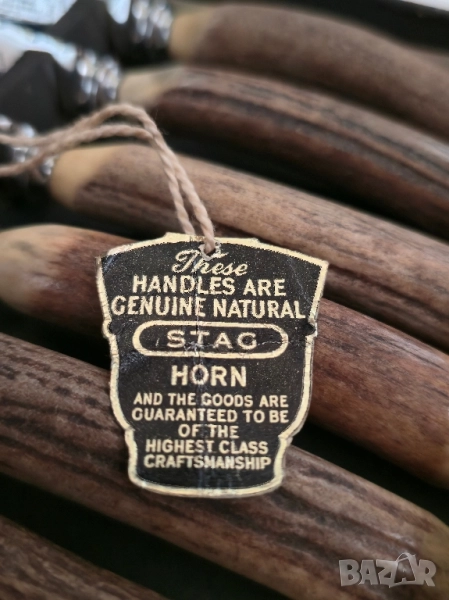 These
HANDLES ARE
GENUINE NATURAL
STAG
HORN
AND THE GOODS ARE
GUARANTEED TO BE
OF THE
HIGHEST CLASS
CRAFTSMANSHIP
BAZAR